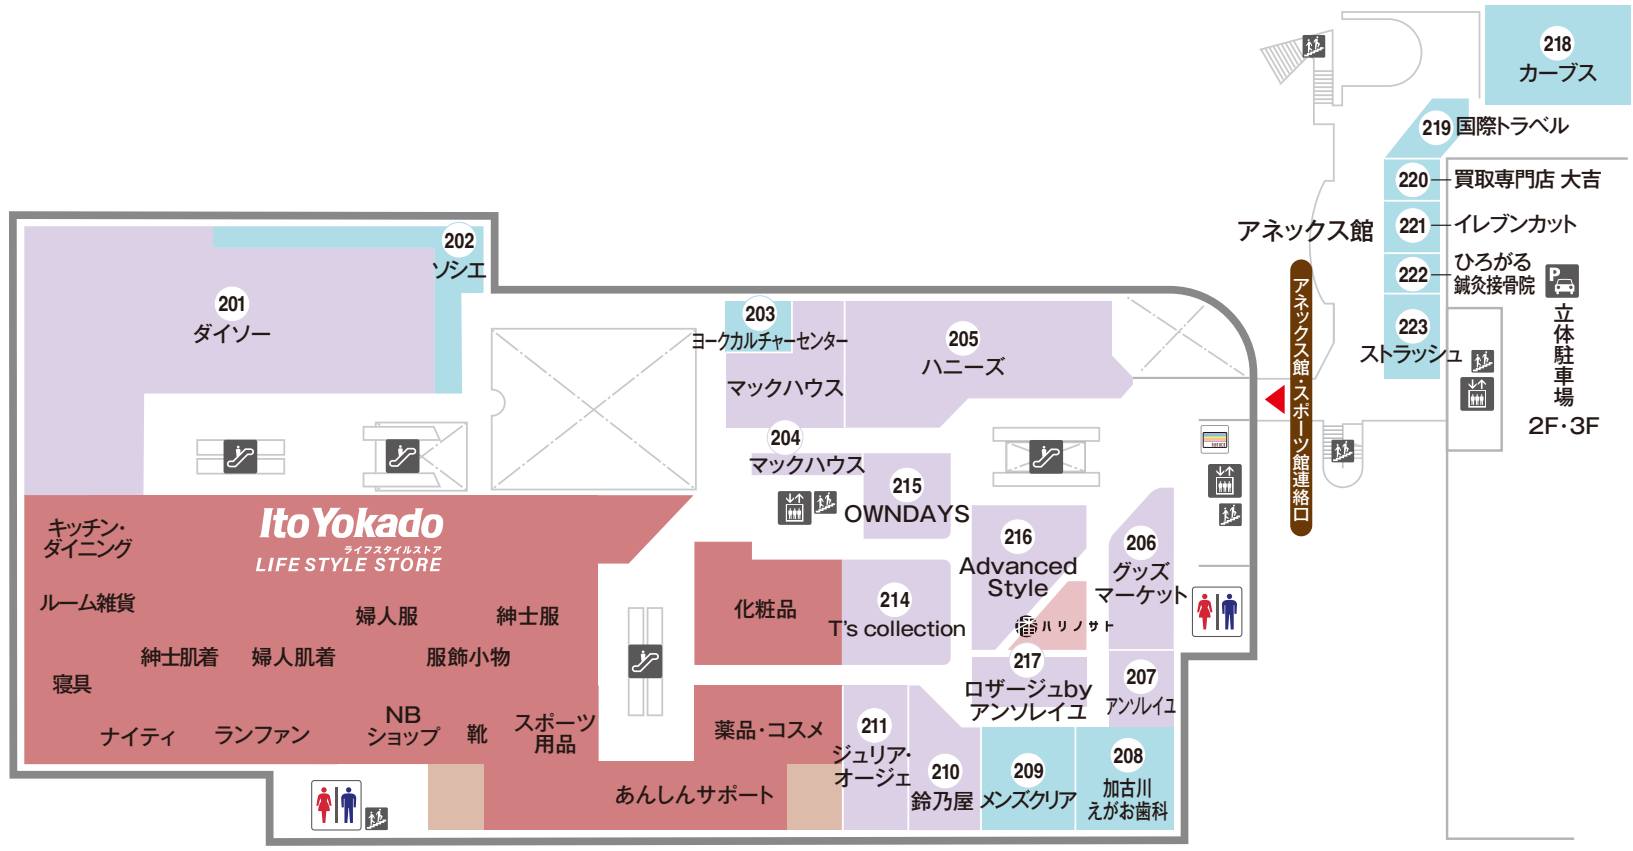 218
カーブス
219
国際トラベル
220
買取専門店 大吉
221
イレブンカット
アネックス館
222
ひろがる
鍼灸接骨院
223
ストラッシュ
P
立体駐車場
2F・3F
アネックス館・スポーツ館連絡口
201
ダイソー
202
ソシエ
203
ヨークカルチャーセンター
マックハウス
204
マックハウス
205
ハニーズ
215
OWNDAYS
216
Advanced
Style
206
グッズ
マーケット
214
T's collection
ハリノサト
217
ロザージュby
アンソレイユ
207
アンソレイユ
211
ジュリア・
オージェ
210
鈴乃屋
209
メンズクリア
208
加古川
えがお歯科
Ito Yokado
ライフスタイルストア
LIFE STYLE STORE
キッチン・
ダイニング
ルーム雑貨
婦人服
紳士服
紳士肌着
婦人肌着
服飾小物
寝具
ナイティ
ランファン
NB
ショップ
靴
スポーツ
用品
化粧品
薬品・コスメ
あんしんサポート